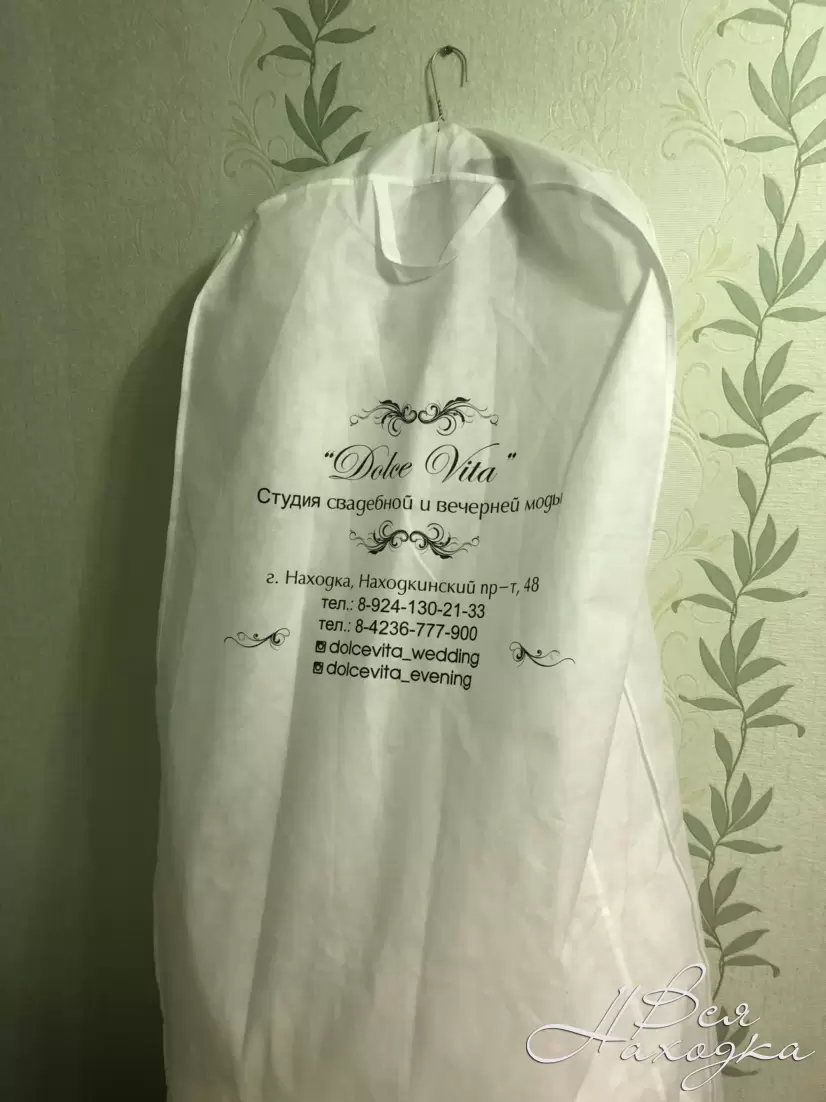 "Dolce Vita"
Студия свадебной и вечерней моды
г. Находка, Находкинский пр-т, 48
тел.: 8-924-130-21-33
тел.: 8-4236-777-900
dolcevita_wedding
dolcevita_evening
Вся
Находка